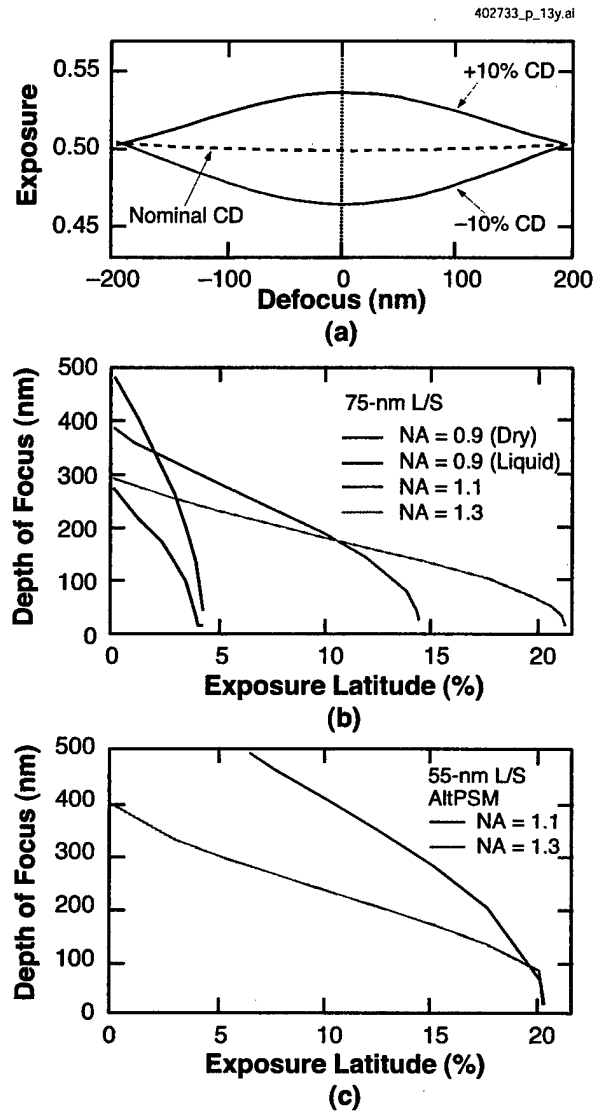 402733_p_13y.ai
0.55
+10% CD
Exposure
0.50
Nominal CD
0.45
−10% CD
−200
−100
0
100
200
Defocus (nm)
(a)
500
75-nm L/S
400
NA = 0.9 (Dry)
NA = 0.9 (Liquid)
Depth of Focus (nm)
300
NA = 1.1
NA = 1.3
200
100
0
0
5
10
15
20
Exposure Latitude (%)
(b)
500
55-nm L/S
AltPSM
400
NA = 1.1
NA = 1.3
Depth of Focus (nm)
300
200
100
0
0
5
10
15
20
Exposure Latitude (%)
(c)